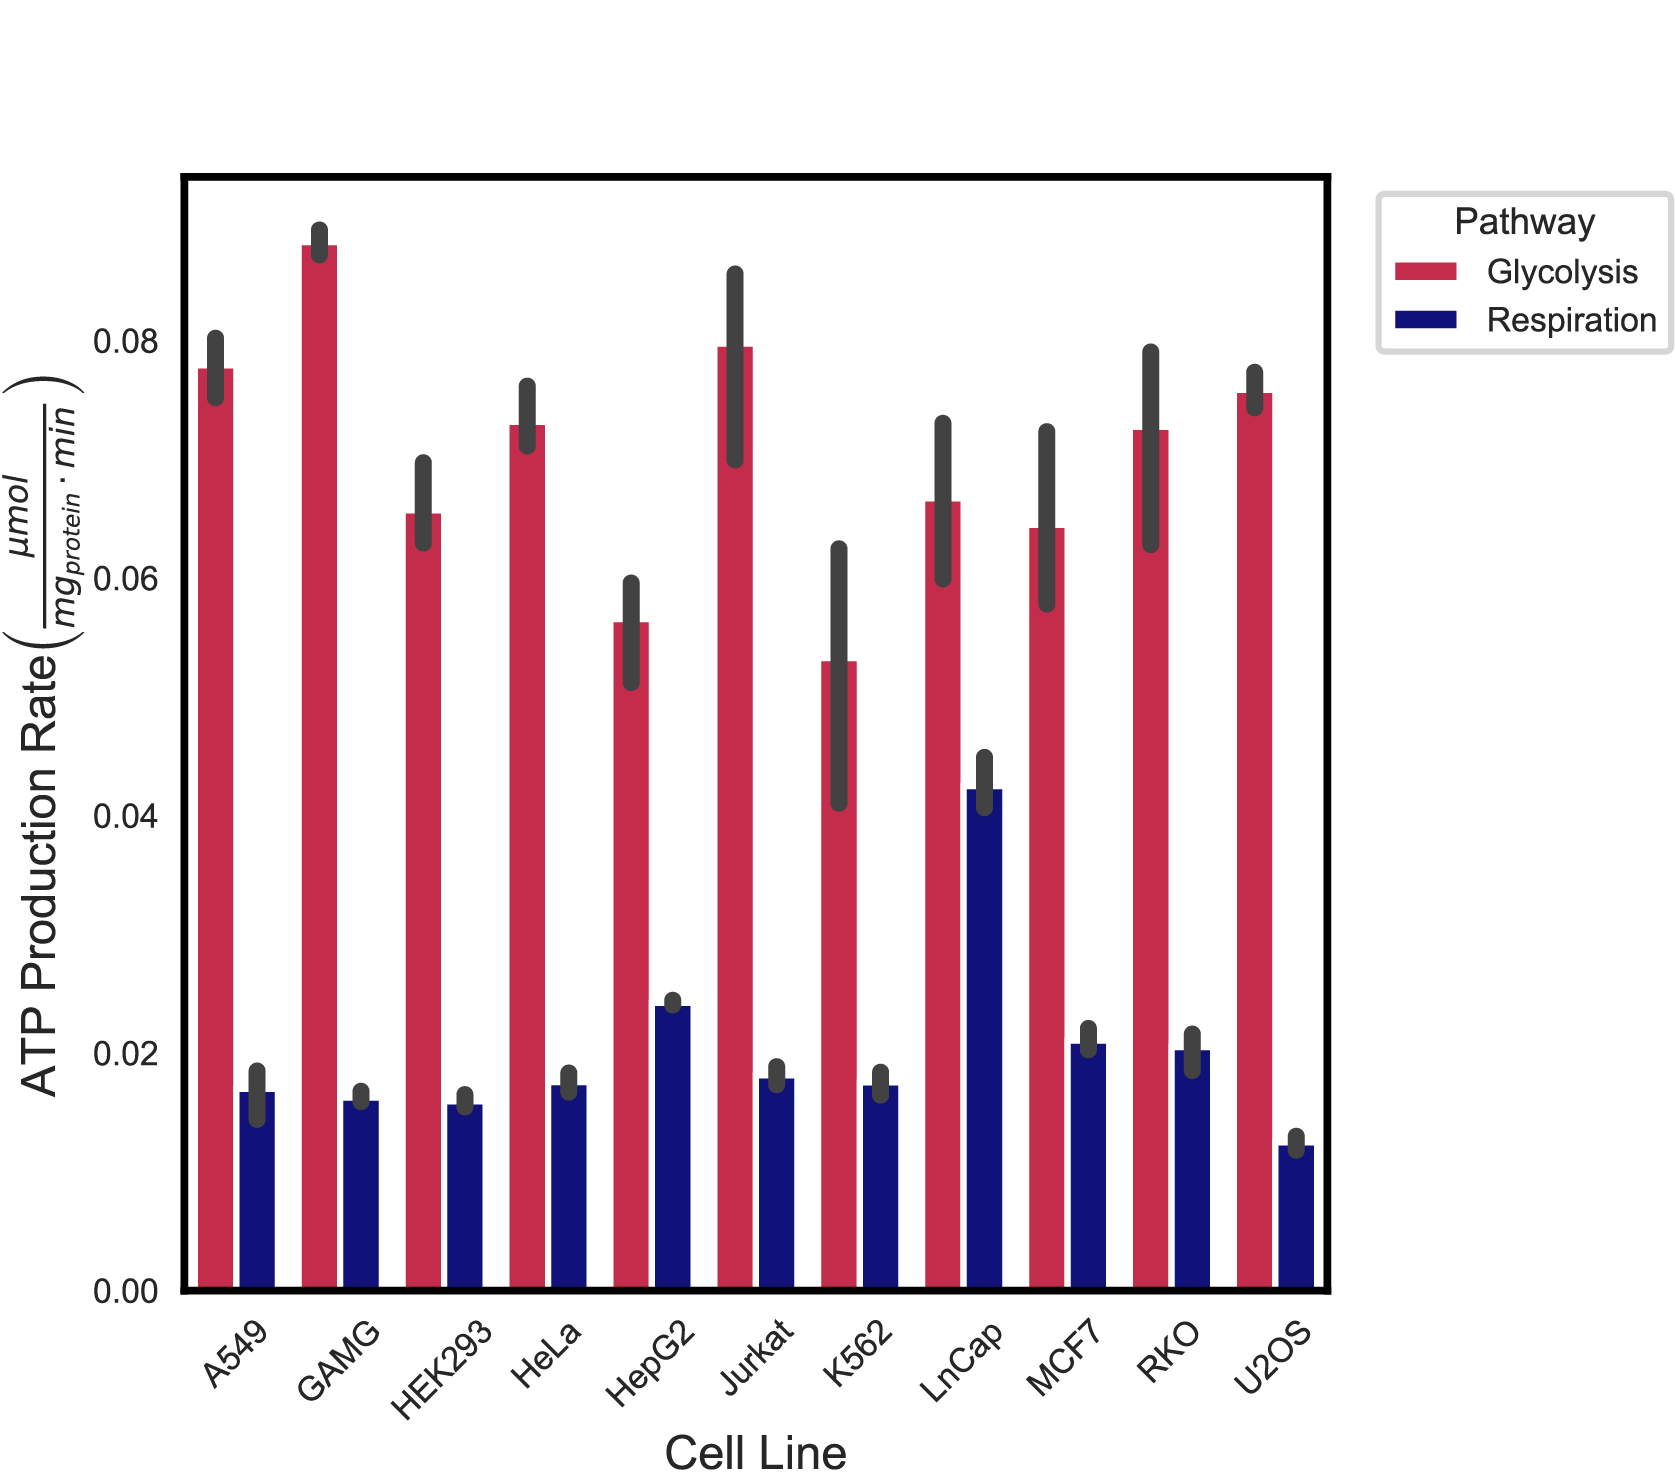 Pathway
Glycolysis
Respiration
0.08
0.06
0.04
0.02
0.00
ATP Production Rate (μmol / mg_protein · min)
A549
GAMG
HEK293
HeLa
HepG2
Jurkat
K562
LnCap
MCF7
RKO
U2OS
Cell Line